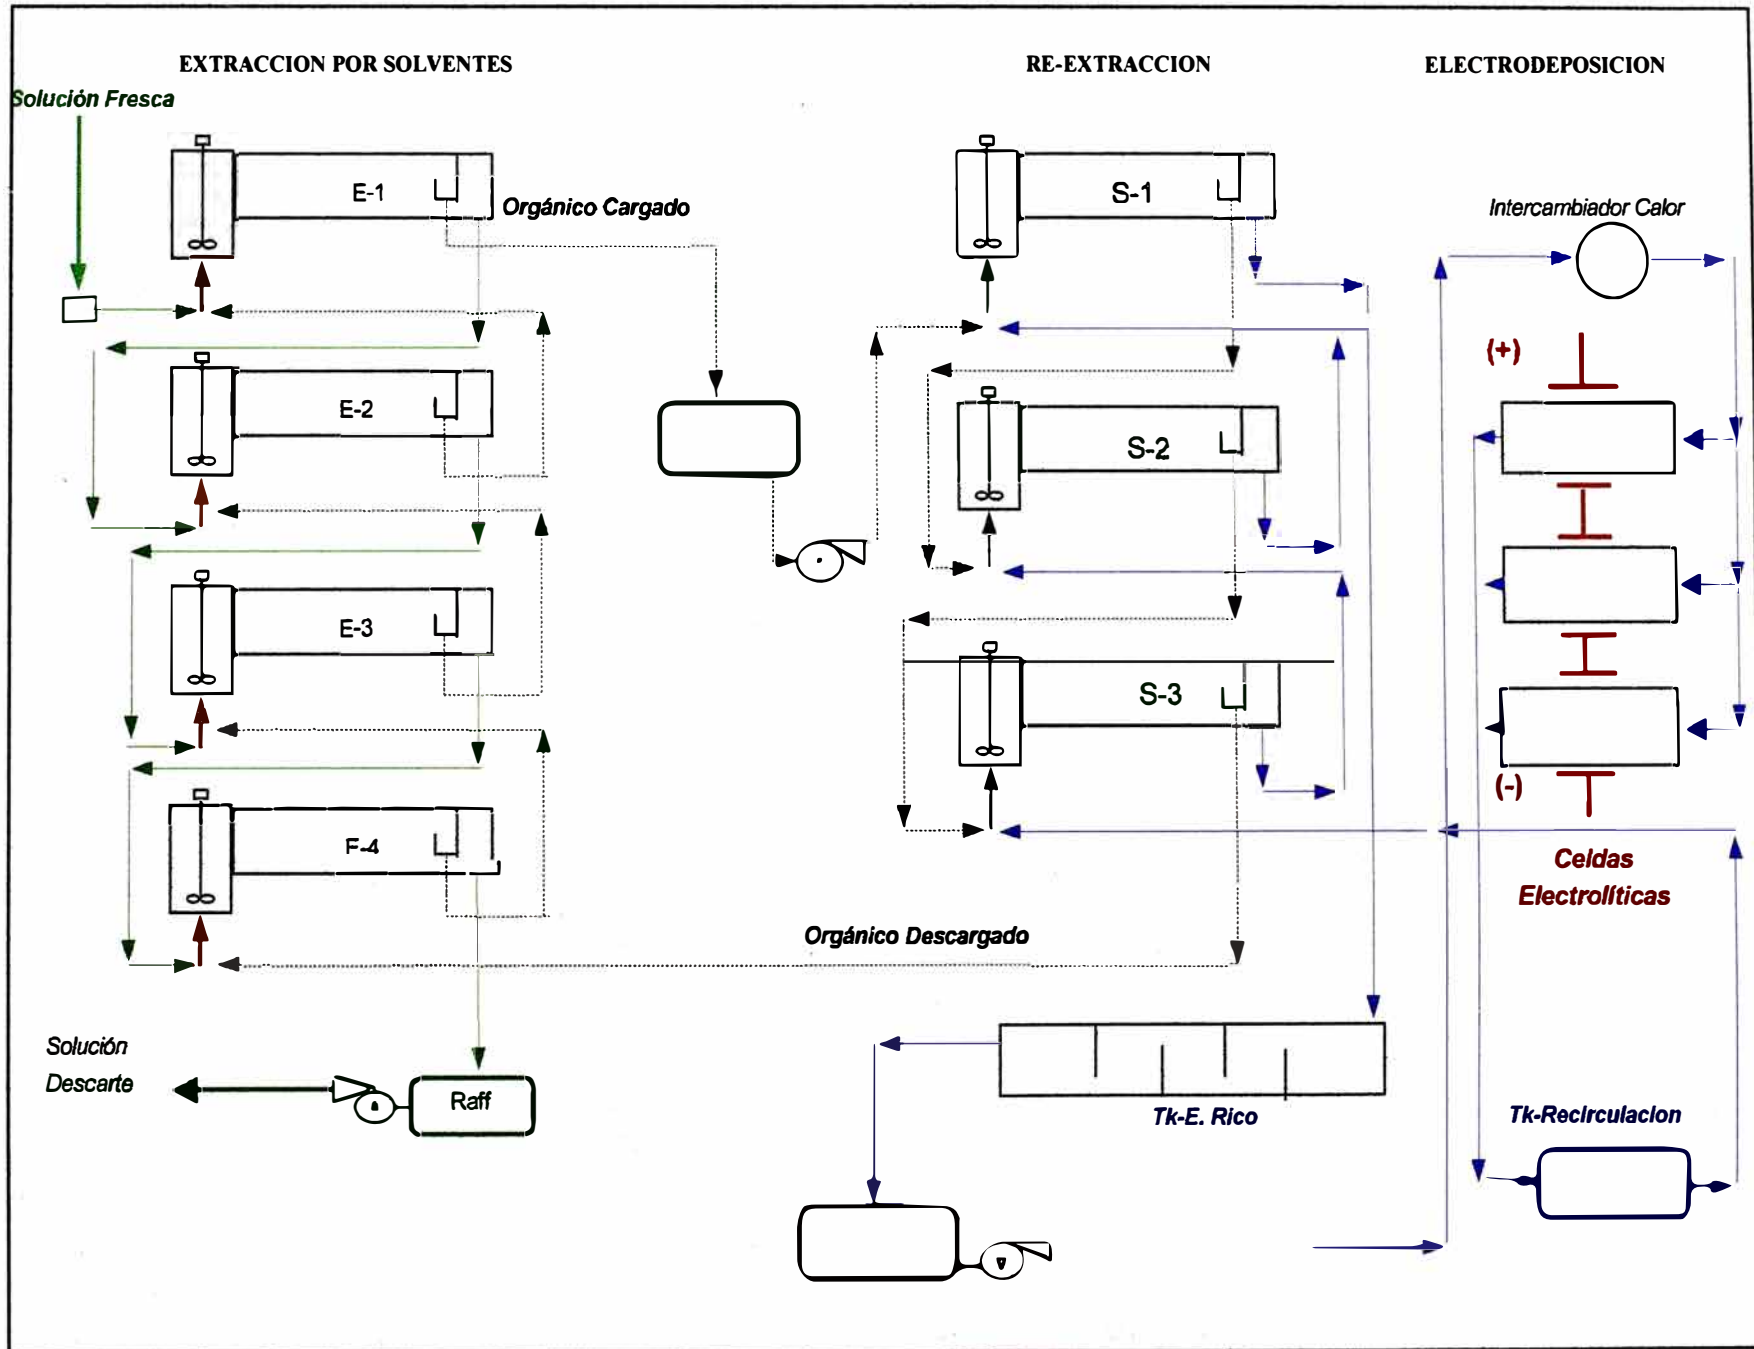 EXTRACCION POR SOLVENTES
RE-EXTRACCION
ELECTRODEPOSICION
Solución Fresca
E-1
Orgánico Cargado
S-1
Intercambiador Calor
(+)
E-2
S-2
E-3
S-3
(-)
F-4
Celdas
Electrolíticas
Orgánico Descargado
Solución
Descarte
Raff
Tk-E. Rico
Tk-Recirculacion